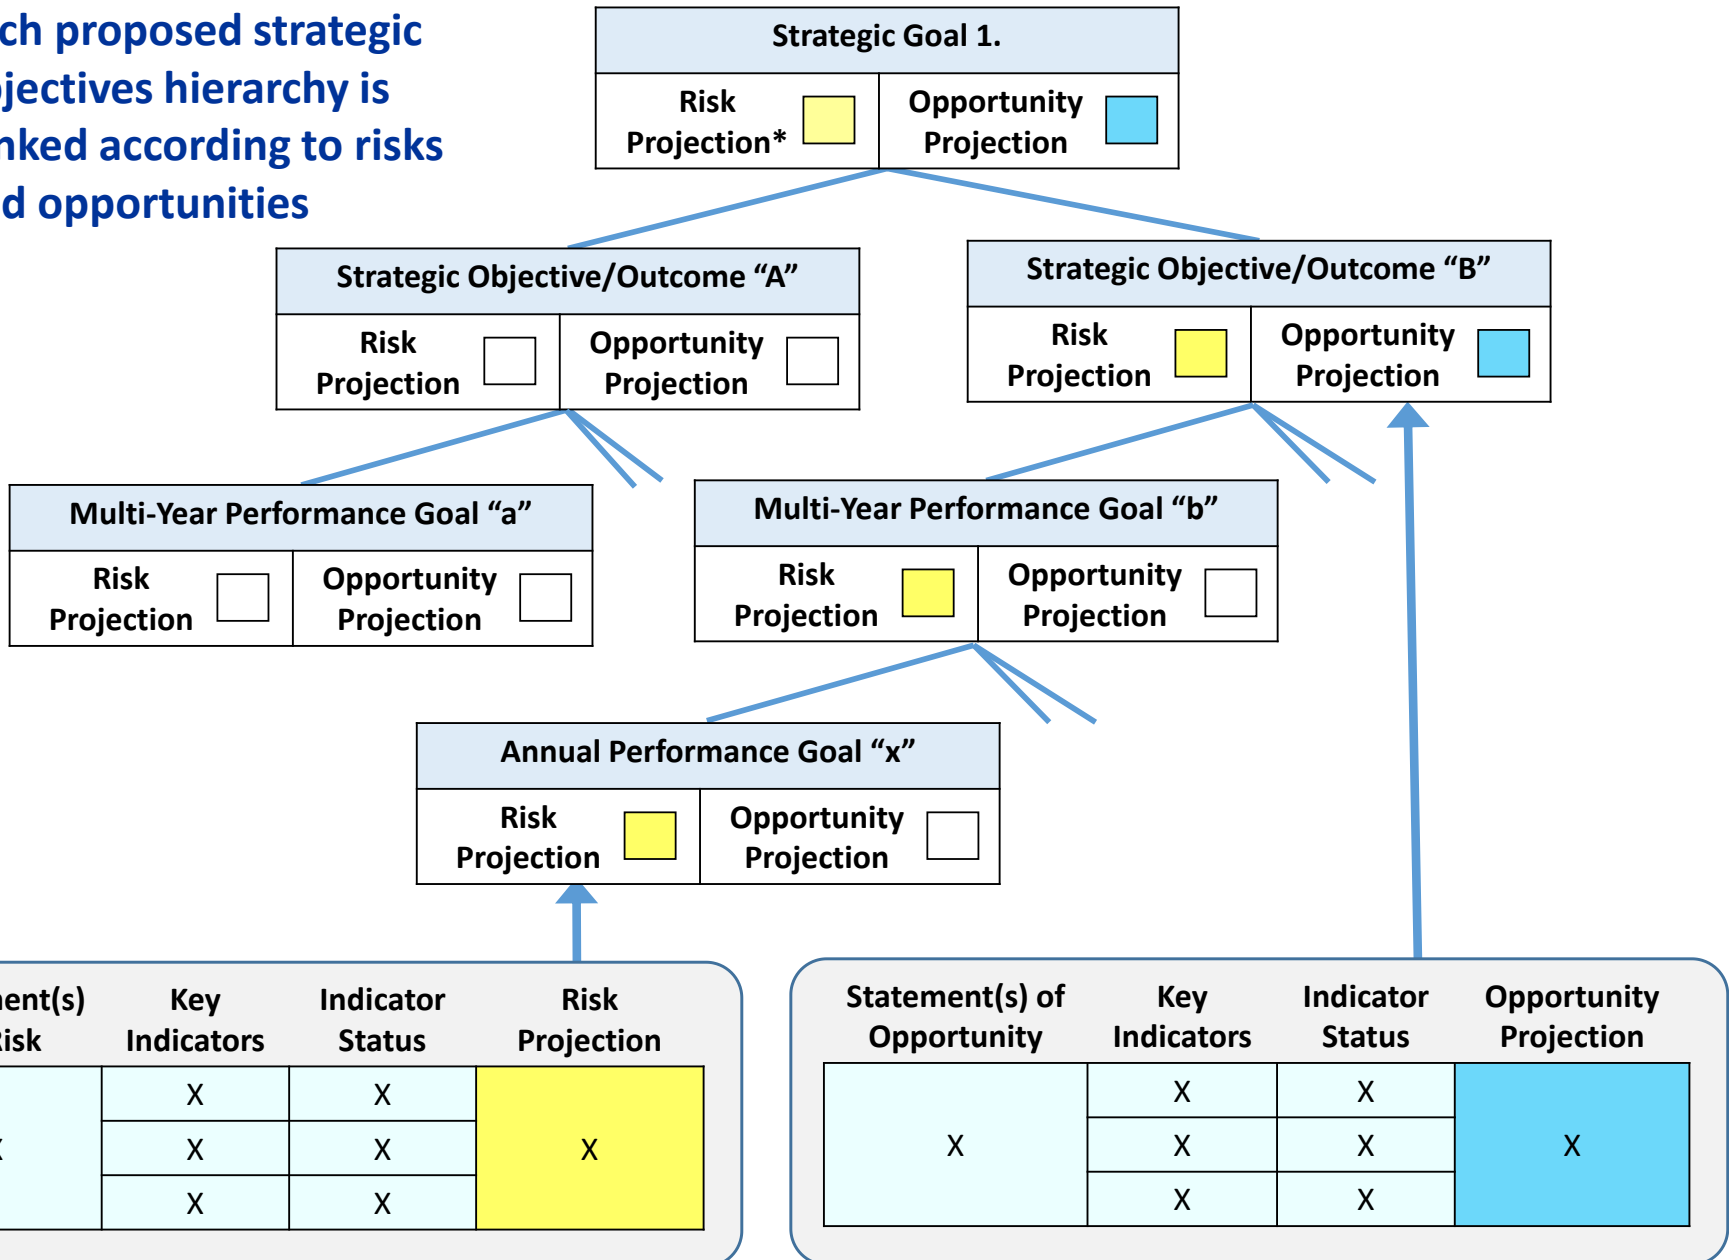 ch proposed strategic
jectives hierarchy is
nked according to risks
d opportunities
Strategic Goal 1.
Risk
Projection*
Opportunity
Projection
Strategic Objective/Outcome “A”
Risk
Projection
Opportunity
Projection
Strategic Objective/Outcome “B”
Risk
Projection
Opportunity
Projection
Multi-Year Performance Goal “a”
Risk
Projection
Opportunity
Projection
Multi-Year Performance Goal “b”
Risk
Projection
Opportunity
Projection
Annual Performance Goal “x”
Risk
Projection
Opportunity
Projection
ent(s)
isk
Key
Indicators
Indicator
Status
Risk
Projection
X X
X X X
X X
Statement(s) of
Opportunity
Key
Indicators
Indicator
Status
Opportunity
Projection
X X
X X X X
X X